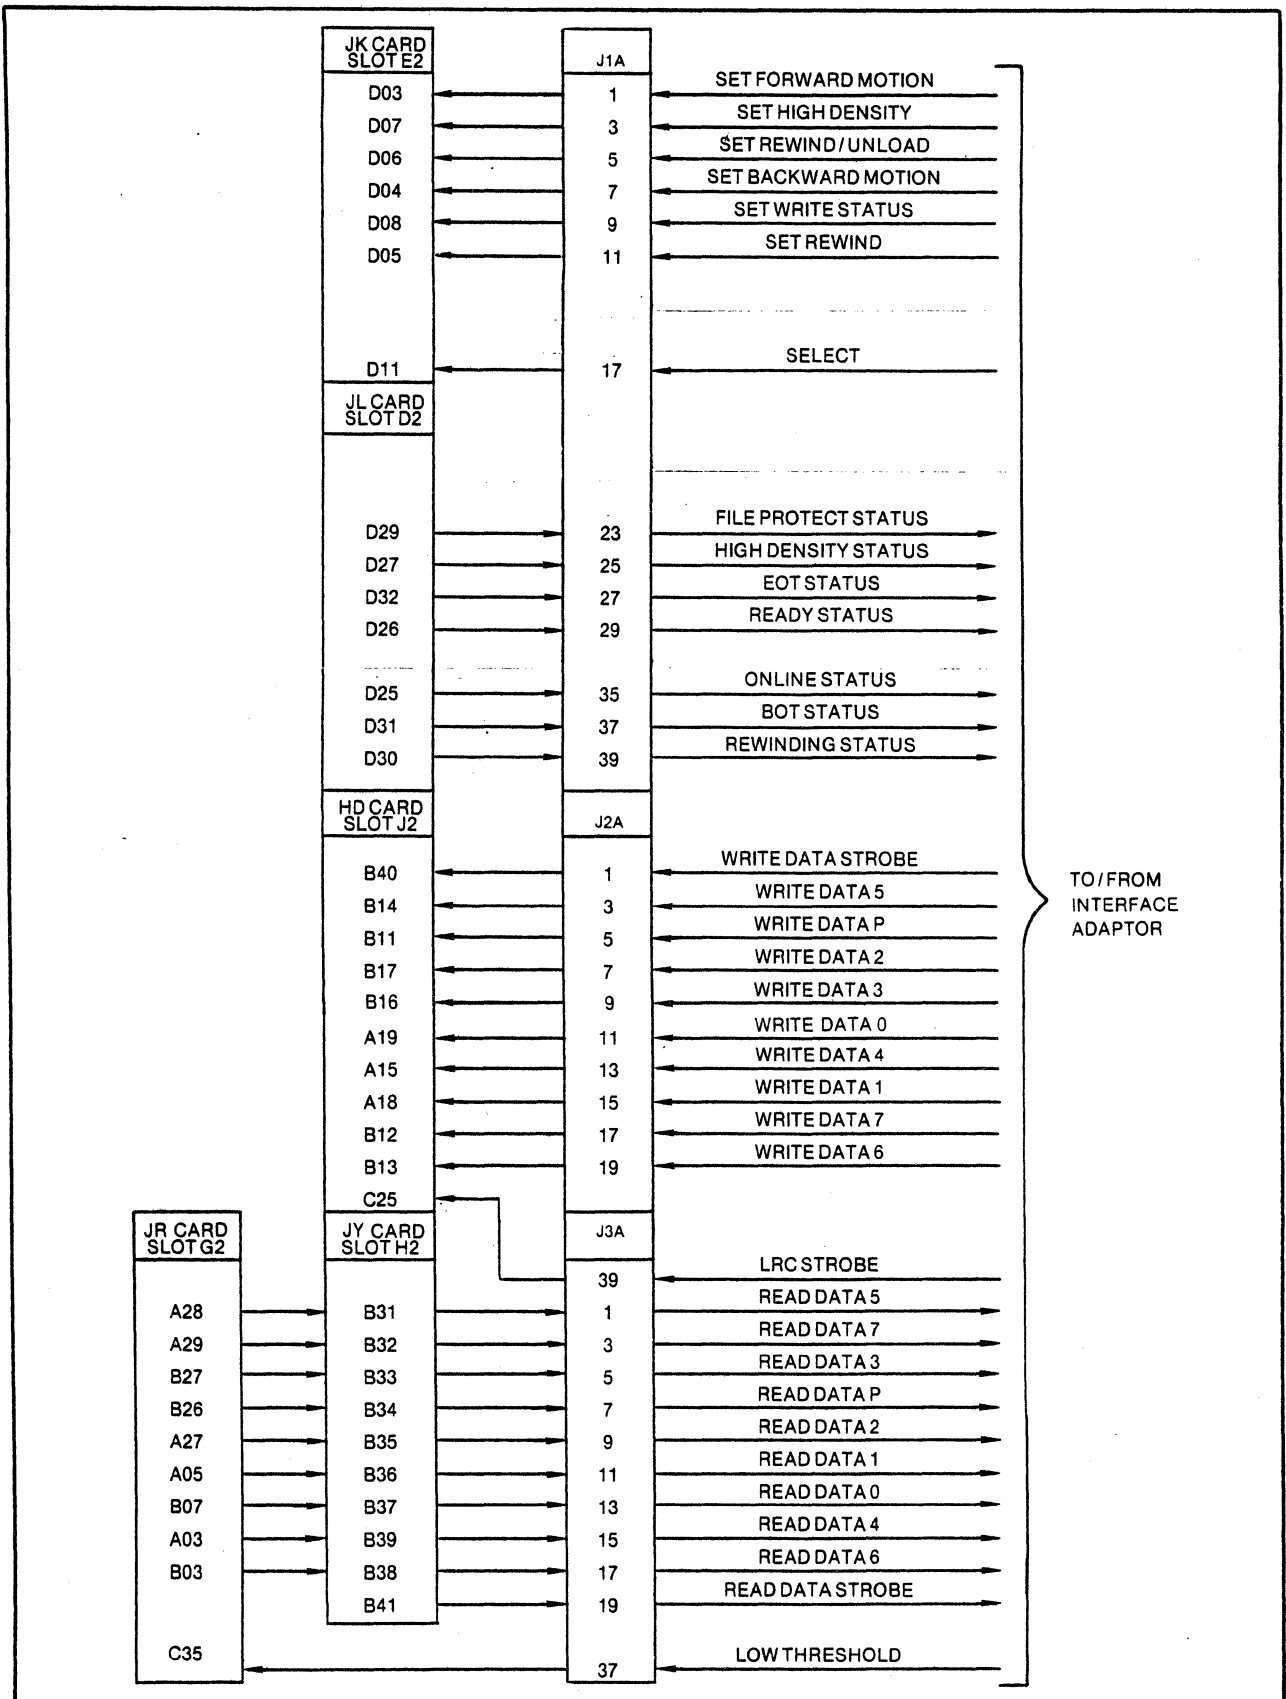 JK CARD
SLOT E2
J1A
D03 1 SET FORWARD MOTION
D07 3 SET HIGH DENSITY
D06 5 SET REWIND/UNLOAD
D04 7 SET BACKWARD MOTION
D08 9 SET WRITE STATUS
D05 11 SET REWIND
D11 17 SELECT
JL CARD
SLOT D2
D29 23 FILE PROTECT STATUS
D27 25 HIGH DENSITY STATUS
D32 27 EOT STATUS
D26 29 READY STATUS
D25 35 ONLINE STATUS
D31 37 BOT STATUS
D30 39 REWINDING STATUS
HD CARD
SLOT J2
J2A
B40 1 WRITE DATA STROBE
B14 3 WRITE DATA 5
B11 5 WRITE DATA P
B17 7 WRITE DATA 2
B16 9 WRITE DATA 3
A19 11 WRITE DATA 0
A15 13 WRITE DATA 4
A18 15 WRITE DATA 1
B12 17 WRITE DATA 7
B13 19 WRITE DATA 6
C25
TO/FROM
INTERFACE
ADAPTOR
JR CARD
SLOT G2
JY CARD
SLOT H2
J3A
39 LRC STROBE
A28 B31 1 READ DATA 5
A29 B32 3 READ DATA 7
B27 B33 5 READ DATA 3
B26 B34 7 READ DATA P
A27 B35 9 READ DATA 2
A05 B36 11 READ DATA 1
B07 B37 13 READ DATA 0
A03 B39 15 READ DATA 4
B03 B38 17 READ DATA 6
B41 19 READ DATA STROBE
C35 37 LOW THRESHOLD